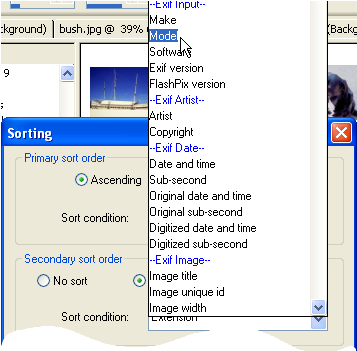 --Exif Input--
Make
Model
Software
Exif version
FlashPix version
--Exif Artist--
Artist
Copyright
--Exif Date--
Date and time
Sub-second
Original date and time
Original sub-second
Digitized date and time
Digitized sub-second
--Exif Image--
Image title
Image unique id
Image width
kground)
bush.jpg @ 39%
(Backg
9
Sorting
Primary sort order
Ascending
Sort condition:
Secondary sort order
No sort
Sort condition:
Extension